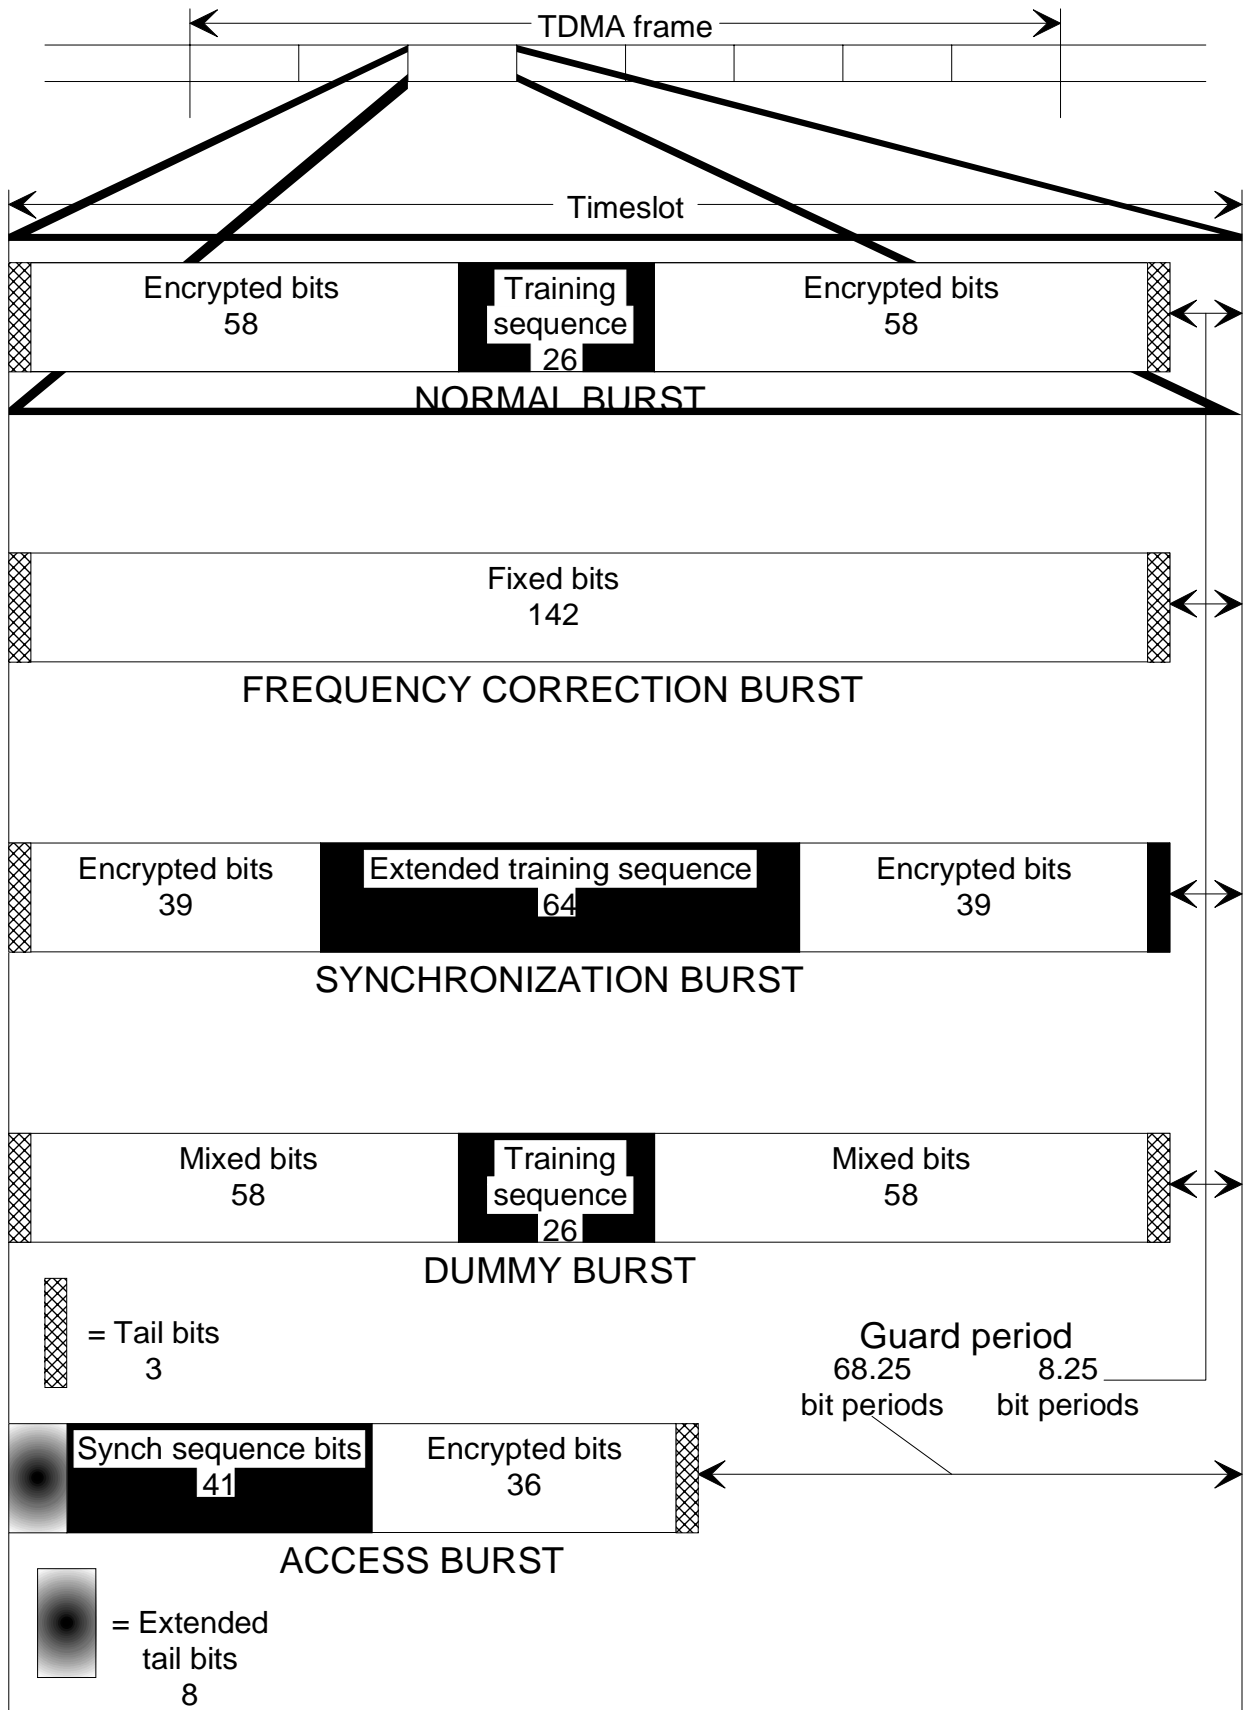 TDMA frame
Timeslot
Encrypted bits
58
Training
sequence
26
Encrypted bits
58
NORMAL BURST
Fixed bits
142
FREQUENCY CORRECTION BURST
Encrypted bits
39
Extended training sequence
64
Encrypted bits
39
SYNCHRONIZATION BURST
Mixed bits
58
Training
sequence
26
Mixed bits
58
DUMMY BURST
= Tail bits
3
Guard period
68.25
bit periods
8.25
bit periods
Synch sequence bits
41
Encrypted bits
36
ACCESS BURST
= Extended
tail bits
8